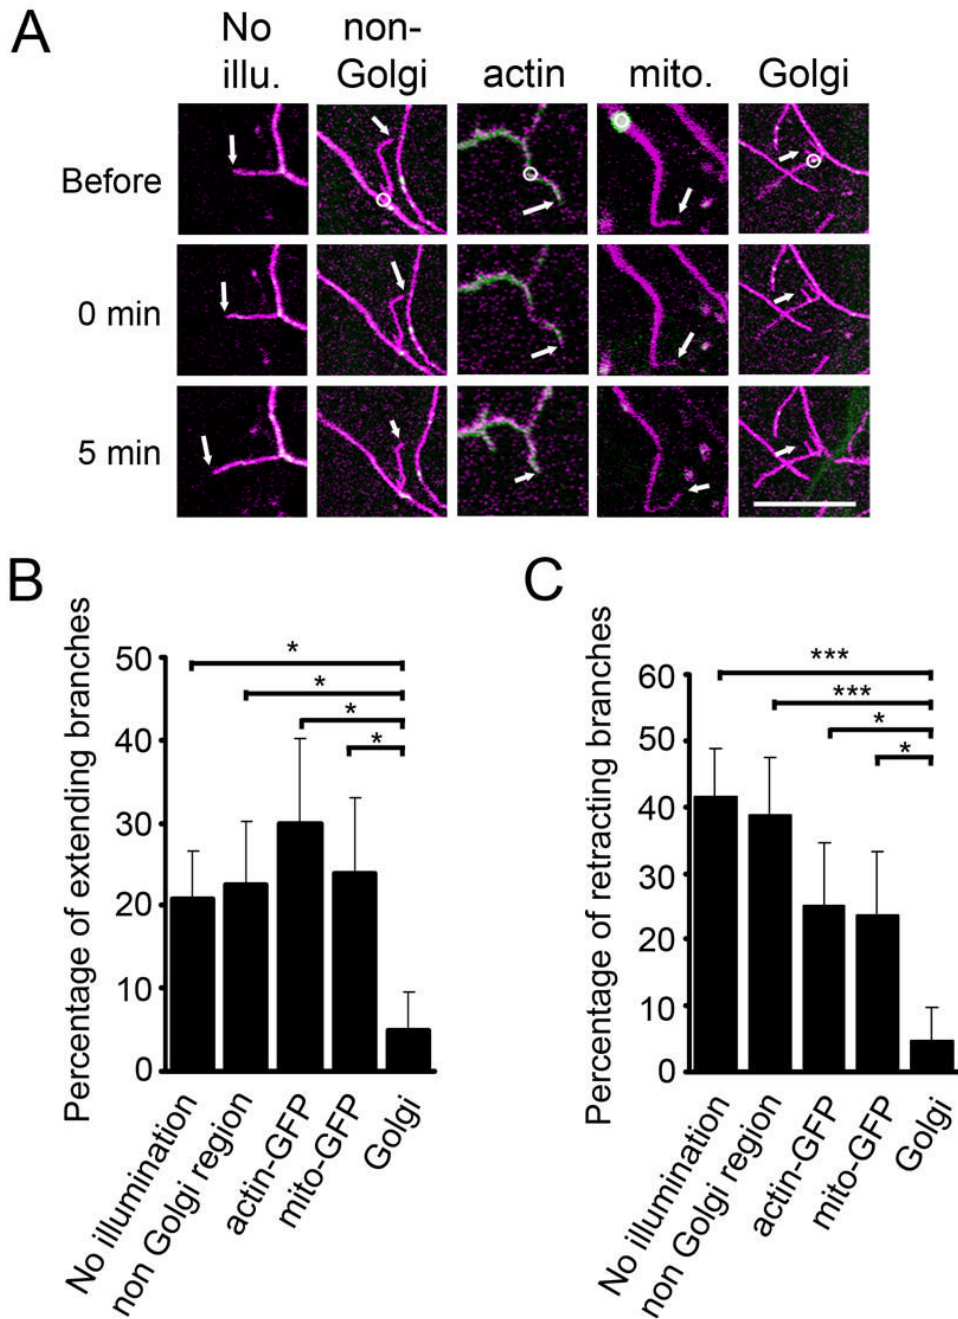 A
No
illu.
non-
Golgi
actin
mito.
Golgi
Before
0 min
5 min
B
Percentage of extending branches
50
40
30
20
10
0
*
*
*
*
No illumination
non Golgi region
actin-GFP
mito-GFP
Golgi
C
Percentage of retracting branches
60
50
40
30
20
10
0
***
***
*
*
No illumination
non Golgi region
actin-GFP
mito-GFP
Golgi